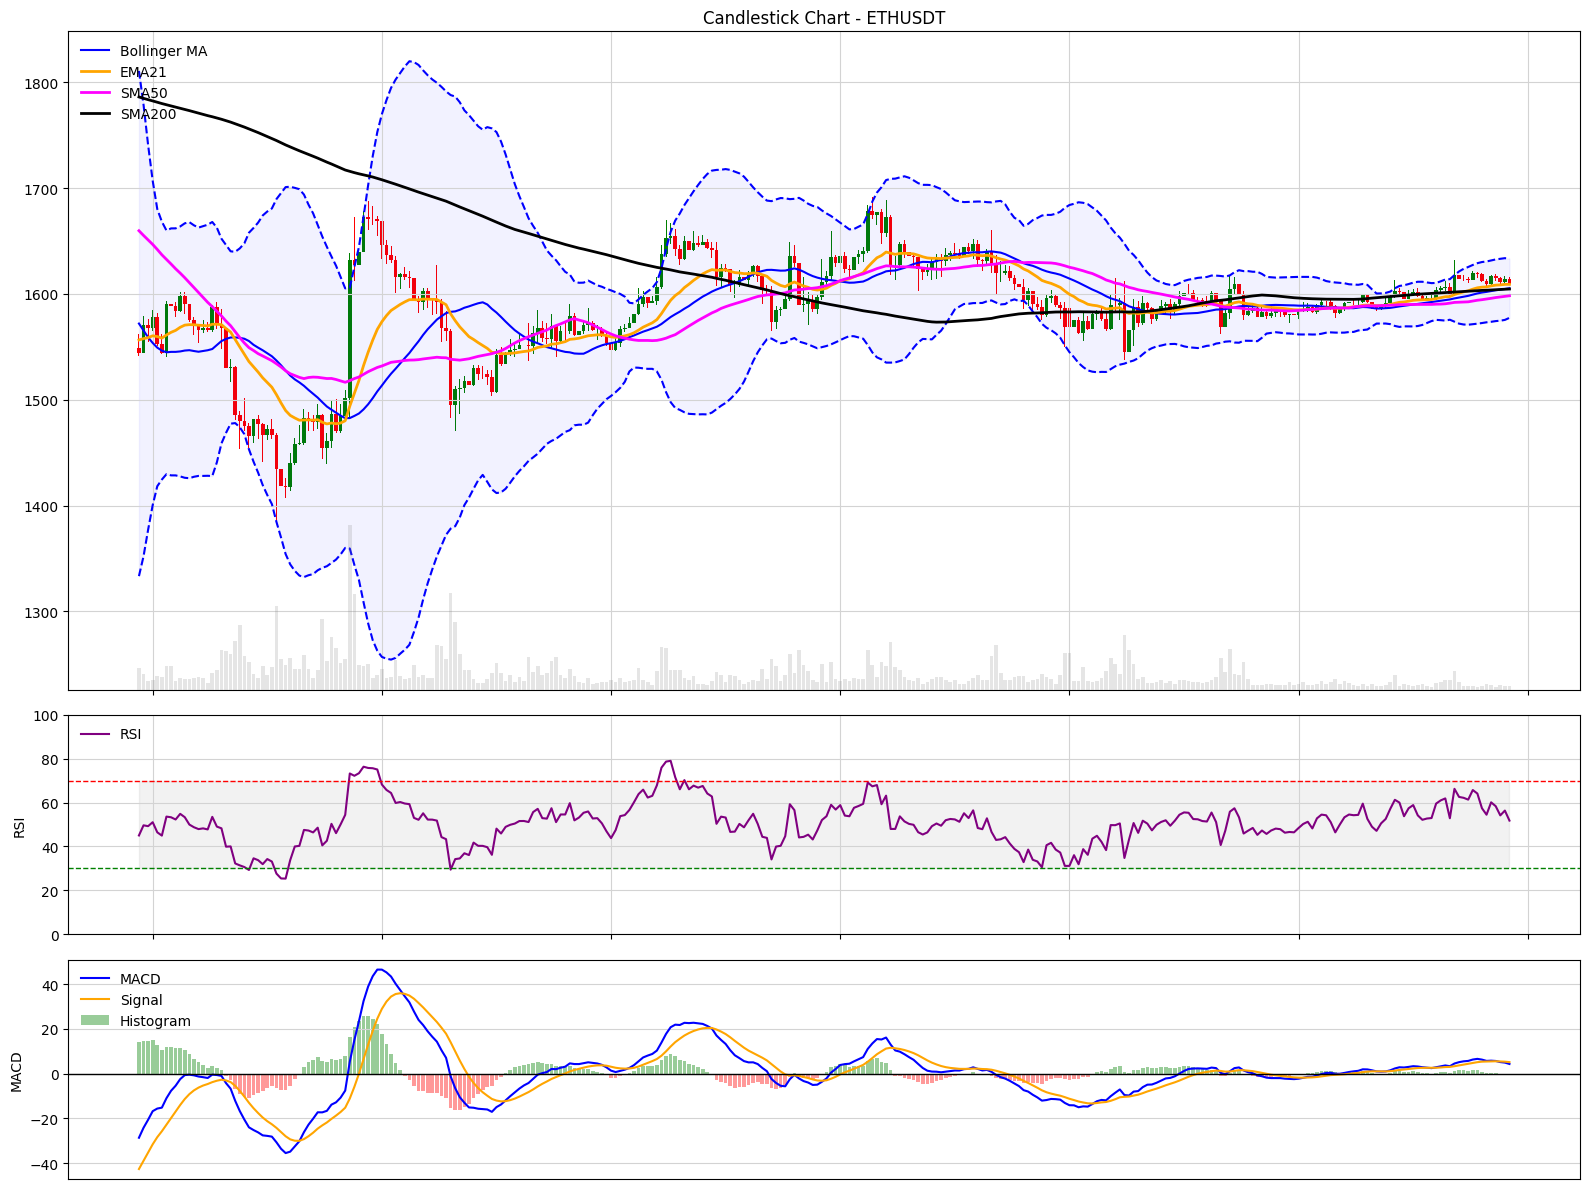 Candlestick Chart - ETHUSDT
Bollinger MA
EMA21
SMA50
SMA200
1800
1700
1600
1500
1400
1300
RSI
100
80
60
40
20
0
RSI
MACD
Signal
Histogram
40
20
0
−20
−40
MACD